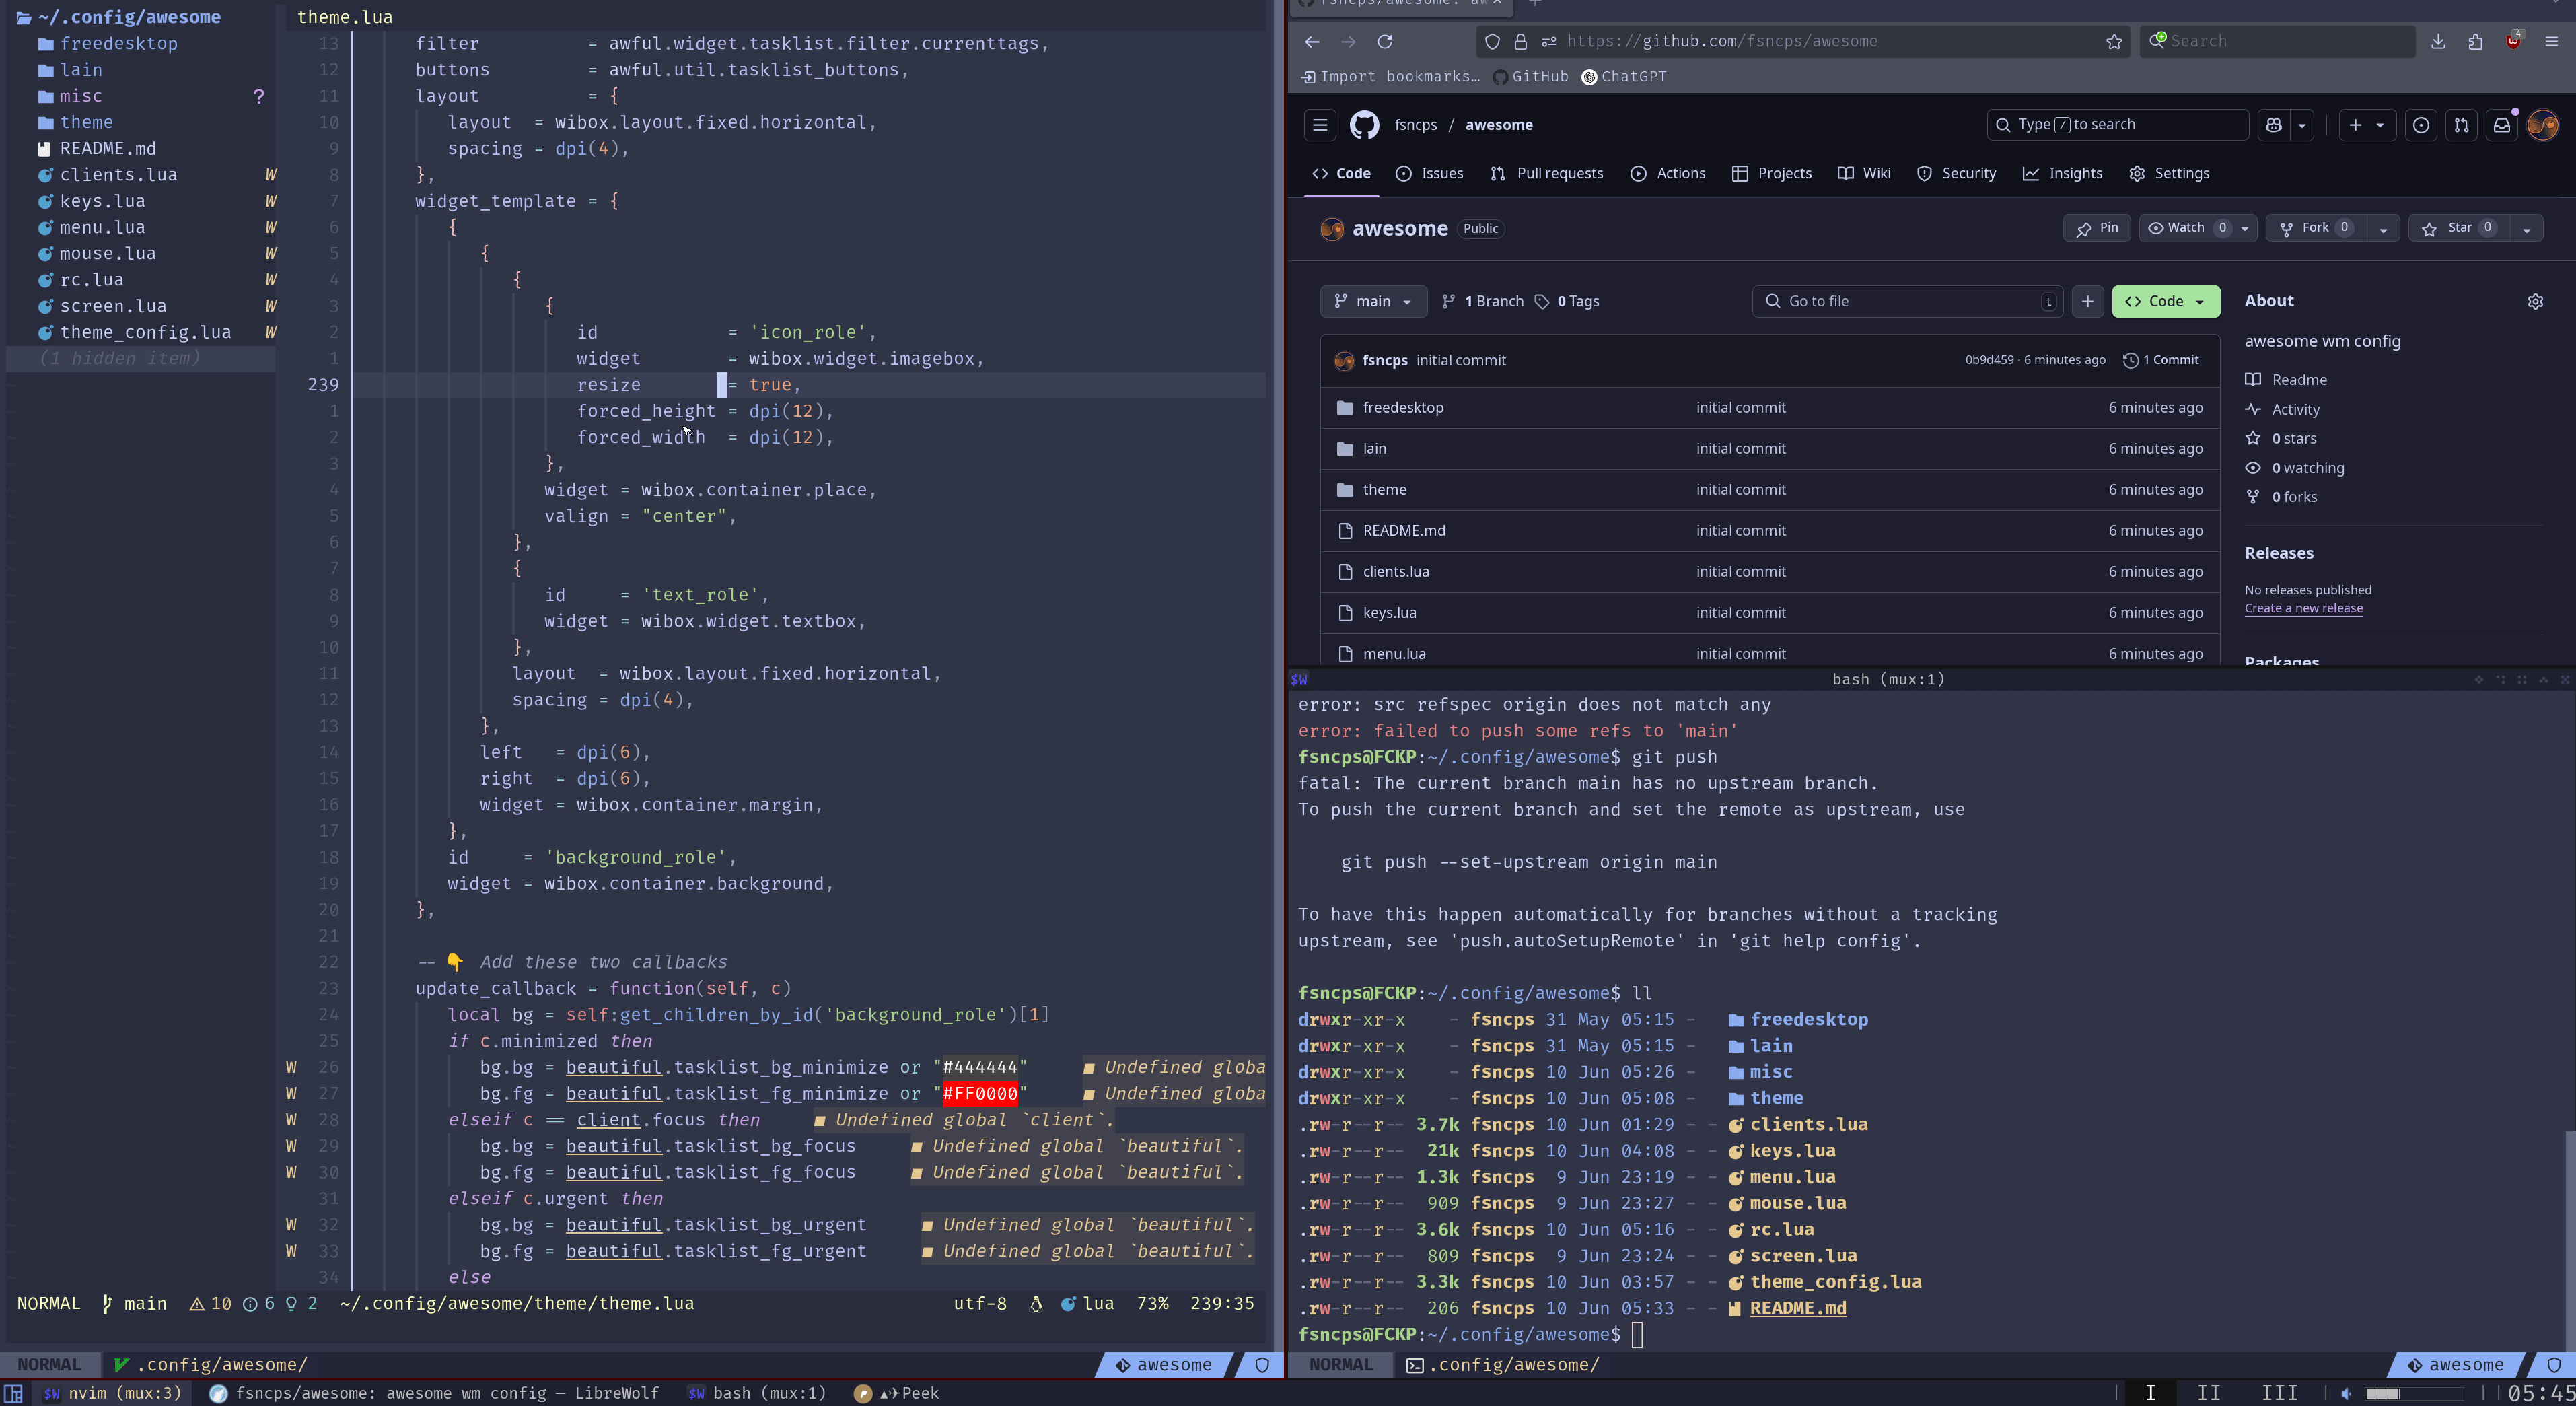 ~/.config/awesome
freedesktop
lain
misc ?
theme
README.md
clients.lua W
keys.lua W
menu.lua W
mouse.lua W
rc.lua W
screen.lua W
theme_config.lua W
(1 hidden item)
theme.lua
13 filter = awful.widget.tasklist.filter.currenttags,
12 buttons = awful.util.tasklist_buttons,
11 layout = {
10 layout = wibox.layout.fixed.horizontal,
9 spacing = dpi(4),
8 },
7 widget_template = {
6 {
5 {
4 {
3 {
2 id = 'icon_role',
1 widget = wibox.widget.imagebox,
239 resize = true,
1 forced_height = dpi(12),
2 forced_width = dpi(12),
3 },
4 widget = wibox.container.place,
5 valign = "center",
6 },
7 {
8 id = 'text_role',
9 widget = wibox.widget.textbox,
10 },
11 layout = wibox.layout.fixed.horizontal,
12 spacing = dpi(4),
13 },
14 left = dpi(6),
15 right = dpi(6),
16 widget = wibox.container.margin,
17 },
18 id = 'background_role',
19 widget = wibox.container.background,
20 },
21
22 -- 👇 Add these two callbacks
23 update_callback = function(self, c)
24 local bg = self:get_children_by_id('background_role')[1]
25 if c.minimized then
W 26 bg.bg = beautiful.tasklist_bg_minimize or "#444444" ■ Undefined globa
W 27 bg.fg = beautiful.tasklist_fg_minimize or "#FF0000" ■ Undefined globa
W 28 elseif c == client.focus then ■ Undefined global `client`.
W 29 bg.bg = beautiful.tasklist_bg_focus ■ Undefined global `beautiful`.
W 30 bg.fg = beautiful.tasklist_fg_focus ■ Undefined global `beautiful`.
31 elseif c.urgent then
W 32 bg.bg = beautiful.tasklist_bg_urgent ■ Undefined global `beautiful`.
W 33 bg.fg = beautiful.tasklist_fg_urgent ■ Undefined global `beautiful`.
34 else
NORMAL main 10 6 2 ~/.config/awesome/theme/theme.lua utf-8 lua 73% 239:35
NORMAL .config/awesome/ awesome
https://github.com/fsncps/awesome
Search
4
Import bookmarks… GitHub ChatGPT
fsncps / awesome
Type / to search
Code Issues Pull requests Actions Projects Wiki Security Insights Settings
awesome Public
Pin Watch 0 Fork 0 Star 0
main 1 Branch 0 Tags
Go to file t
Code
fsncps initial commit 0b9d459 · 6 minutes ago 1 Commit
freedesktop initial commit 6 minutes ago
lain initial commit 6 minutes ago
theme initial commit 6 minutes ago
README.md initial commit 6 minutes ago
clients.lua initial commit 6 minutes ago
keys.lua initial commit 6 minutes ago
menu.lua initial commit 6 minutes ago
About
awesome wm config
Readme
Activity
0 stars
0 watching
0 forks
Releases
No releases published
Create a new release
Packages
$W bash (mux:1)
error: src refspec origin does not match any
error: failed to push some refs to 'main'
fsncps@FCKP:~/.config/awesome$ git push
fatal: The current branch main has no upstream branch.
To push the current branch and set the remote as upstream, use
git push --set-upstream origin main
To have this happen automatically for branches without a tracking
upstream, see 'push.autoSetupRemote' in 'git help config'.
fsncps@FCKP:~/.config/awesome$ ll
drwxr-xr-x - fsncps 31 May 05:15 - freedesktop
drwxr-xr-x - fsncps 31 May 05:15 - lain
drwxr-xr-x - fsncps 10 Jun 05:26 - misc
drwxr-xr-x - fsncps 10 Jun 05:08 - theme
.rw-r--r-- 3.7k fsncps 10 Jun 01:29 - - clients.lua
.rw-r--r-- 21k fsncps 10 Jun 04:08 - - keys.lua
.rw-r--r-- 1.3k fsncps 9 Jun 23:19 - - menu.lua
.rw-r--r-- 909 fsncps 9 Jun 23:27 - - mouse.lua
.rw-r--r-- 3.6k fsncps 10 Jun 05:16 - - rc.lua
.rw-r--r-- 809 fsncps 9 Jun 23:24 - - screen.lua
.rw-r--r-- 3.3k fsncps 10 Jun 03:57 - - theme_config.lua
.rw-r--r-- 206 fsncps 10 Jun 05:33 - - README.md
fsncps@FCKP:~/.config/awesome$
NORMAL .config/awesome/ awesome
$W nvim (mux:3) fsncps/awesome: awesome wm config — LibreWolf $W bash (mux:1) ▴✈Peek
I II III 05:45